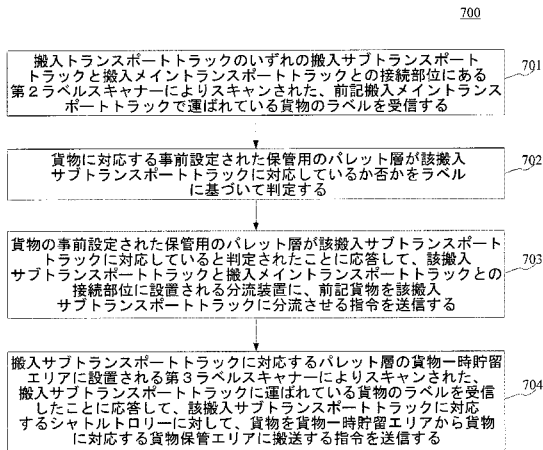 700
搬入トランスポートトラックのいずれの搬入サブトランスポート
トラックと搬入メイントランスポートトラックとの接続部位にある
第2ラベルスキャナーによりスキャンされた、前記搬入メイントランス
ポートトラックで運ばれている貨物のラベルを受信する
701
貨物に対応する事前設定された保管用のパレット層が該搬入
サブトランスポートトラックに対応しているか否かをラベル
に基づいて判定する
702
貨物の事前設定された保管用のパレット層が該搬入サブトランスポート
トラックに対応していると判定されたことに応答して、該搬入
サブトランスポートトラックと搬入メイントランスポートトラックとの
接続部位に設置される分流装置に、前記貨物を該搬入
サブトランスポートトラックに分流させる指令を送信する
703
搬入サブトランスポートトラックに対応するパレット層の貨物一時貯留
エリアに設置される第3ラベルスキャナーによりスキャンされた、
搬入サブトランスポートトラックに運ばれている貨物のラベルを受信
したことに応答して、該搬入サブトランスポートトラックに対応
するシャトルトロリーに対して、貨物を貨物一時貯留エリアから貨物
に対応する貨物保管エリアに搬送する指令を送信する
704